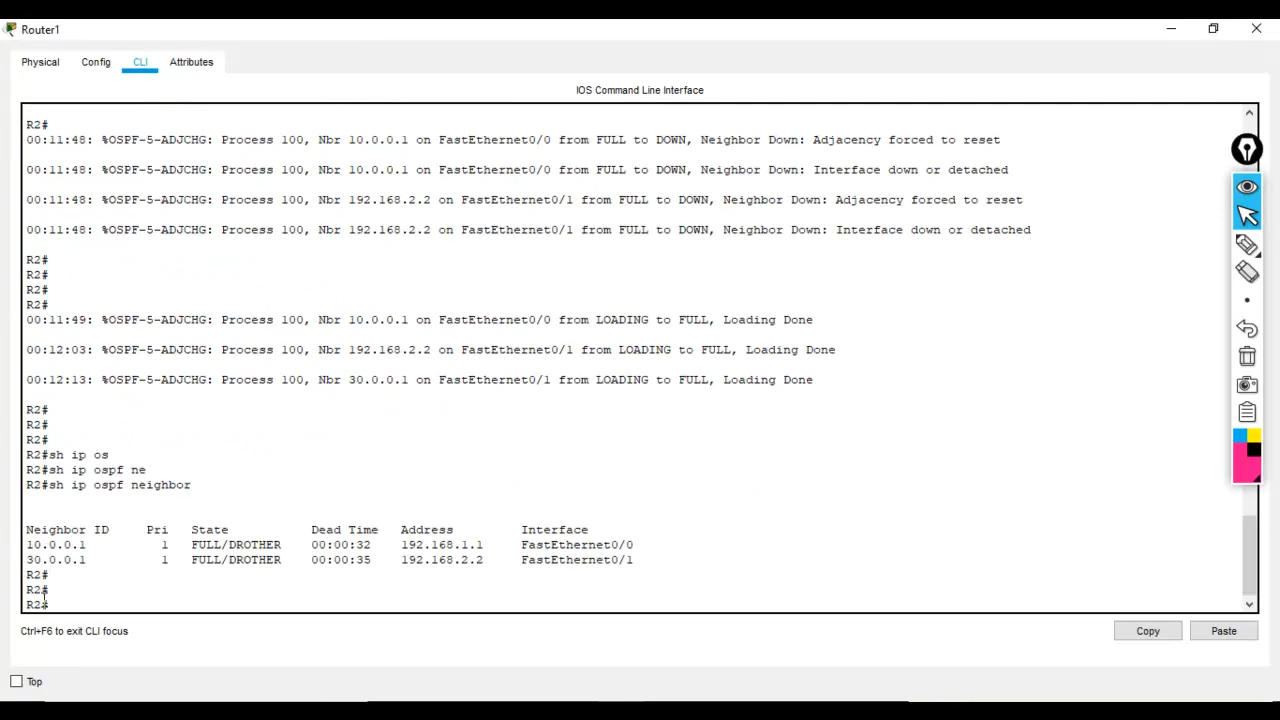 Router1
Physical Config CLI Attributes
IOS Command Line Interface
R2#
00:11:48: %OSPF-5-ADJCHG: Process 100, Nbr 10.0.0.1 on FastEthernet0/0 from FULL to DOWN, Neighbor Down: Adjacency forced to reset
00:11:48: %OSPF-5-ADJCHG: Process 100, Nbr 10.0.0.1 on FastEthernet0/0 from FULL to DOWN, Neighbor Down: Interface down or detached
00:11:48: %OSPF-5-ADJCHG: Process 100, Nbr 192.168.2.2 on FastEthernet0/1 from FULL to DOWN, Neighbor Down: Adjacency forced to reset
00:11:48: %OSPF-5-ADJCHG: Process 100, Nbr 192.168.2.2 on FastEthernet0/1 from FULL to DOWN, Neighbor Down: Interface down or detached
R2#
R2#
R2#
R2#
00:11:49: %OSPF-5-ADJCHG: Process 100, Nbr 10.0.0.1 on FastEthernet0/0 from LOADING to FULL, Loading Done
00:12:03: %OSPF-5-ADJCHG: Process 100, Nbr 192.168.2.2 on FastEthernet0/1 from LOADING to FULL, Loading Done
00:12:13: %OSPF-5-ADJCHG: Process 100, Nbr 30.0.0.1 on FastEthernet0/1 from LOADING to FULL, Loading Done
R2#
R2#
R2#
R2#sh ip os
R2#sh ip ospf ne
R2#sh ip ospf neighbor
Neighbor ID Pri State Dead Time Address Interface
10.0.0.1 1 FULL/DROTHER 00:00:32 192.168.1.1 FastEthernet0/0
30.0.0.1 1 FULL/DROTHER 00:00:35 192.168.2.2 FastEthernet0/1
R2#
R2#
R2#
Ctrl+F6 to exit CLI focus
Copy Paste
Top